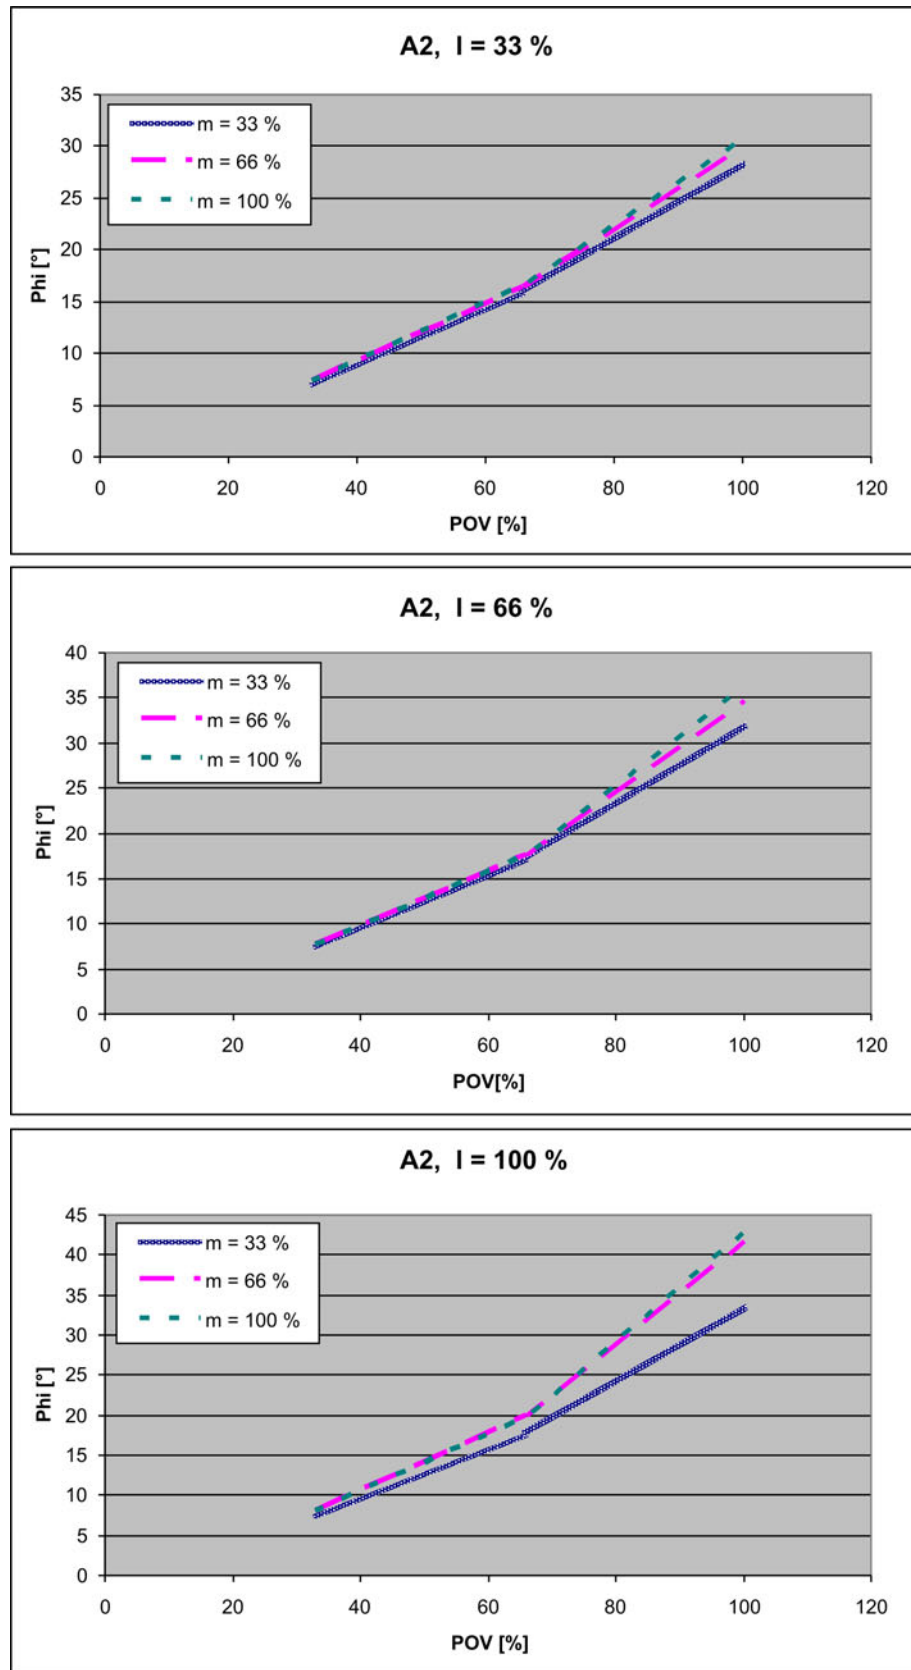 A2, l = 33 %
35
30
25
20
15
10
5
0
Phi [°]
m = 33 %
m = 66 %
m = 100 %
0 20 40 60 80 100 120
POV [%]
A2, l = 66 %
40
35
30
25
20
15
10
5
0
Phi [°]
m = 33 %
m = 66 %
m = 100 %
0 20 40 60 80 100 120
POV[%]
A2, l = 100 %
45
40
35
30
25
20
15
10
5
0
Phi [°]
m = 33 %
m = 66 %
m = 100 %
0 20 40 60 80 100 120
POV [%]